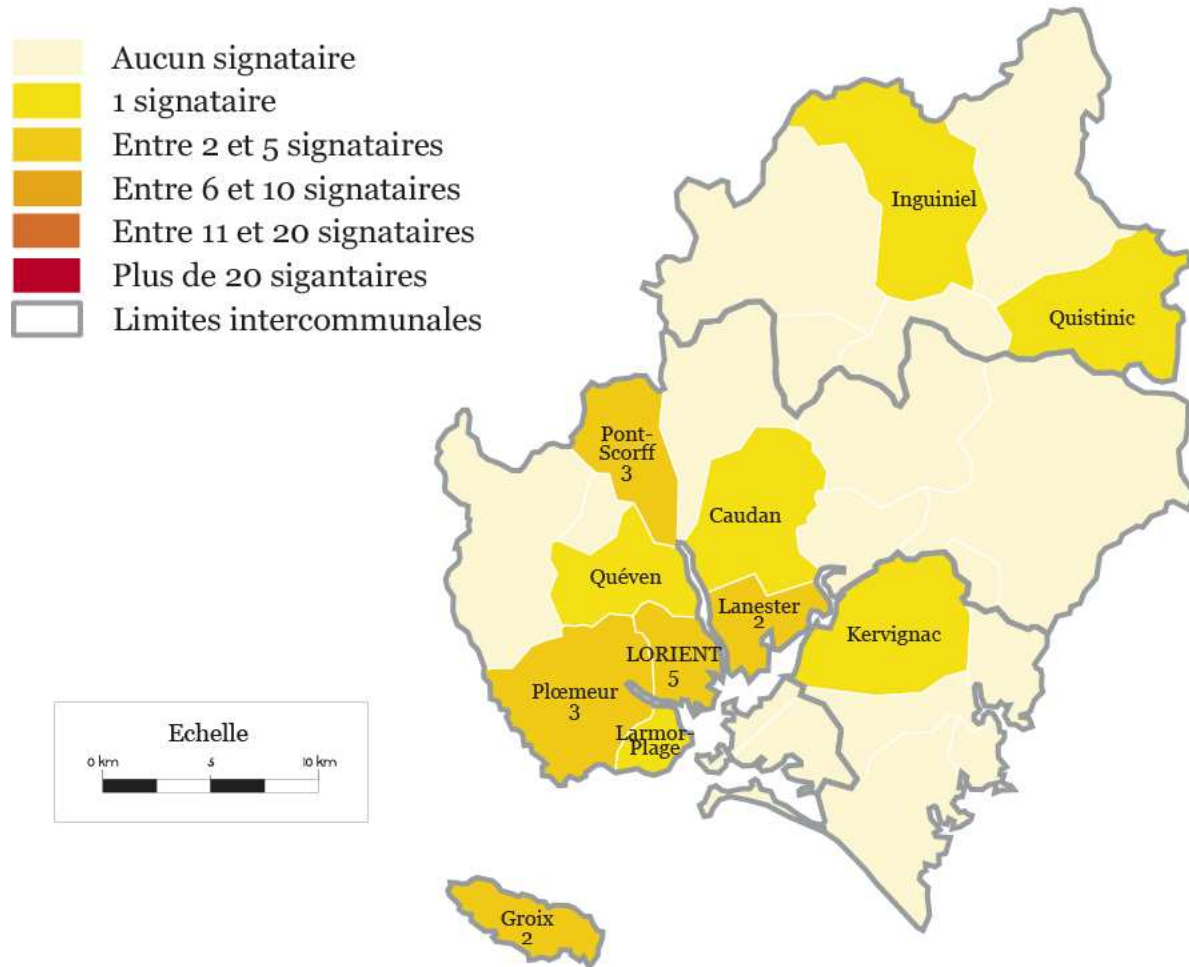 Aucun signataire
1 signataire
Entre 2 et 5 signataires
Entre 6 et 10 signataires
Entre 11 et 20 signataires
Plus de 20 sigantaires
Limites intercommunales
Inguiniel
Quistinic
Pont-
Scorff
3
Caudan
Quéven
Lanester
2
Kervignac
LORIENT
5
Plœmeur
3
Larmor-
Plage
Echelle
0 km
5
10 km
Groix
2